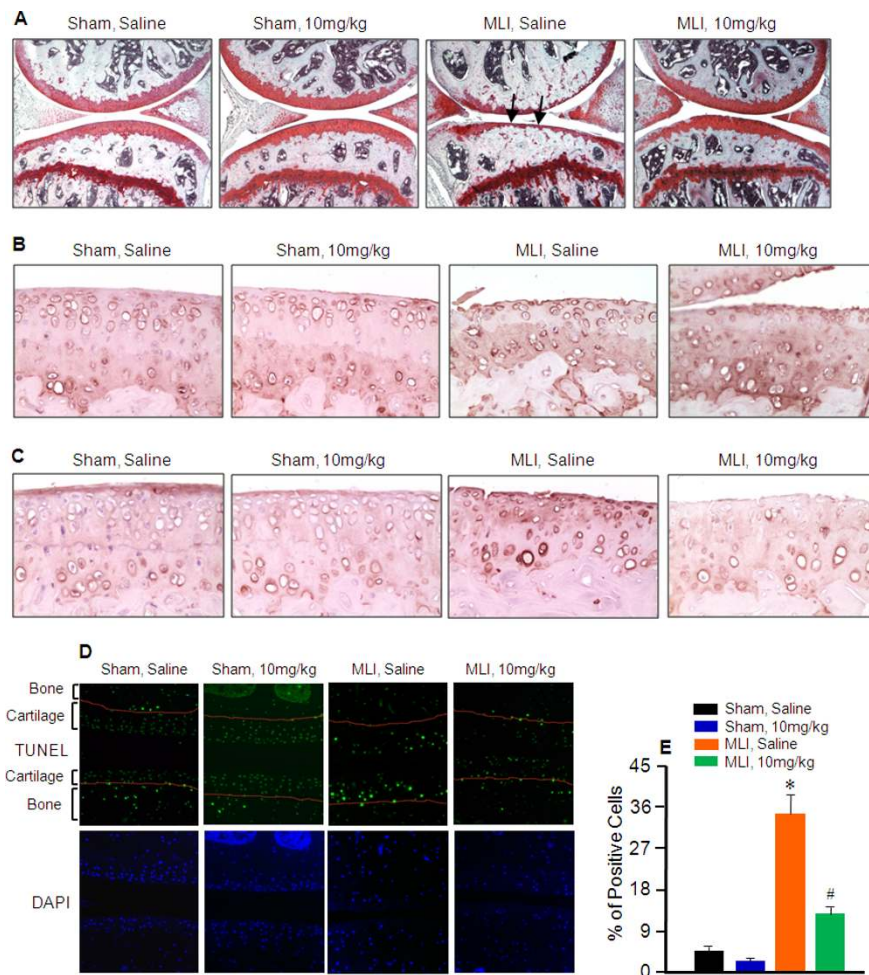 A
Sham, Saline
Sham, 10mg/kg
MLI, Saline
MLI, 10mg/kg
B
Sham, Saline
Sham, 10mg/kg
MLI, Saline
MLI, 10mg/kg
C
Sham, Saline
Sham, 10mg/kg
MLI, Saline
MLI, 10mg/kg
D
Sham, Saline
Sham, 10mg/kg
MLI, Saline
MLI, 10mg/kg
Bone
Cartilage
TUNEL
Cartilage
Bone
DAPI
Sham, Saline
Sham, 10mg/kg
MLI, Saline
MLI, 10mg/kg
E
% of Positive Cells
45
36
27
18
9
0
*
#